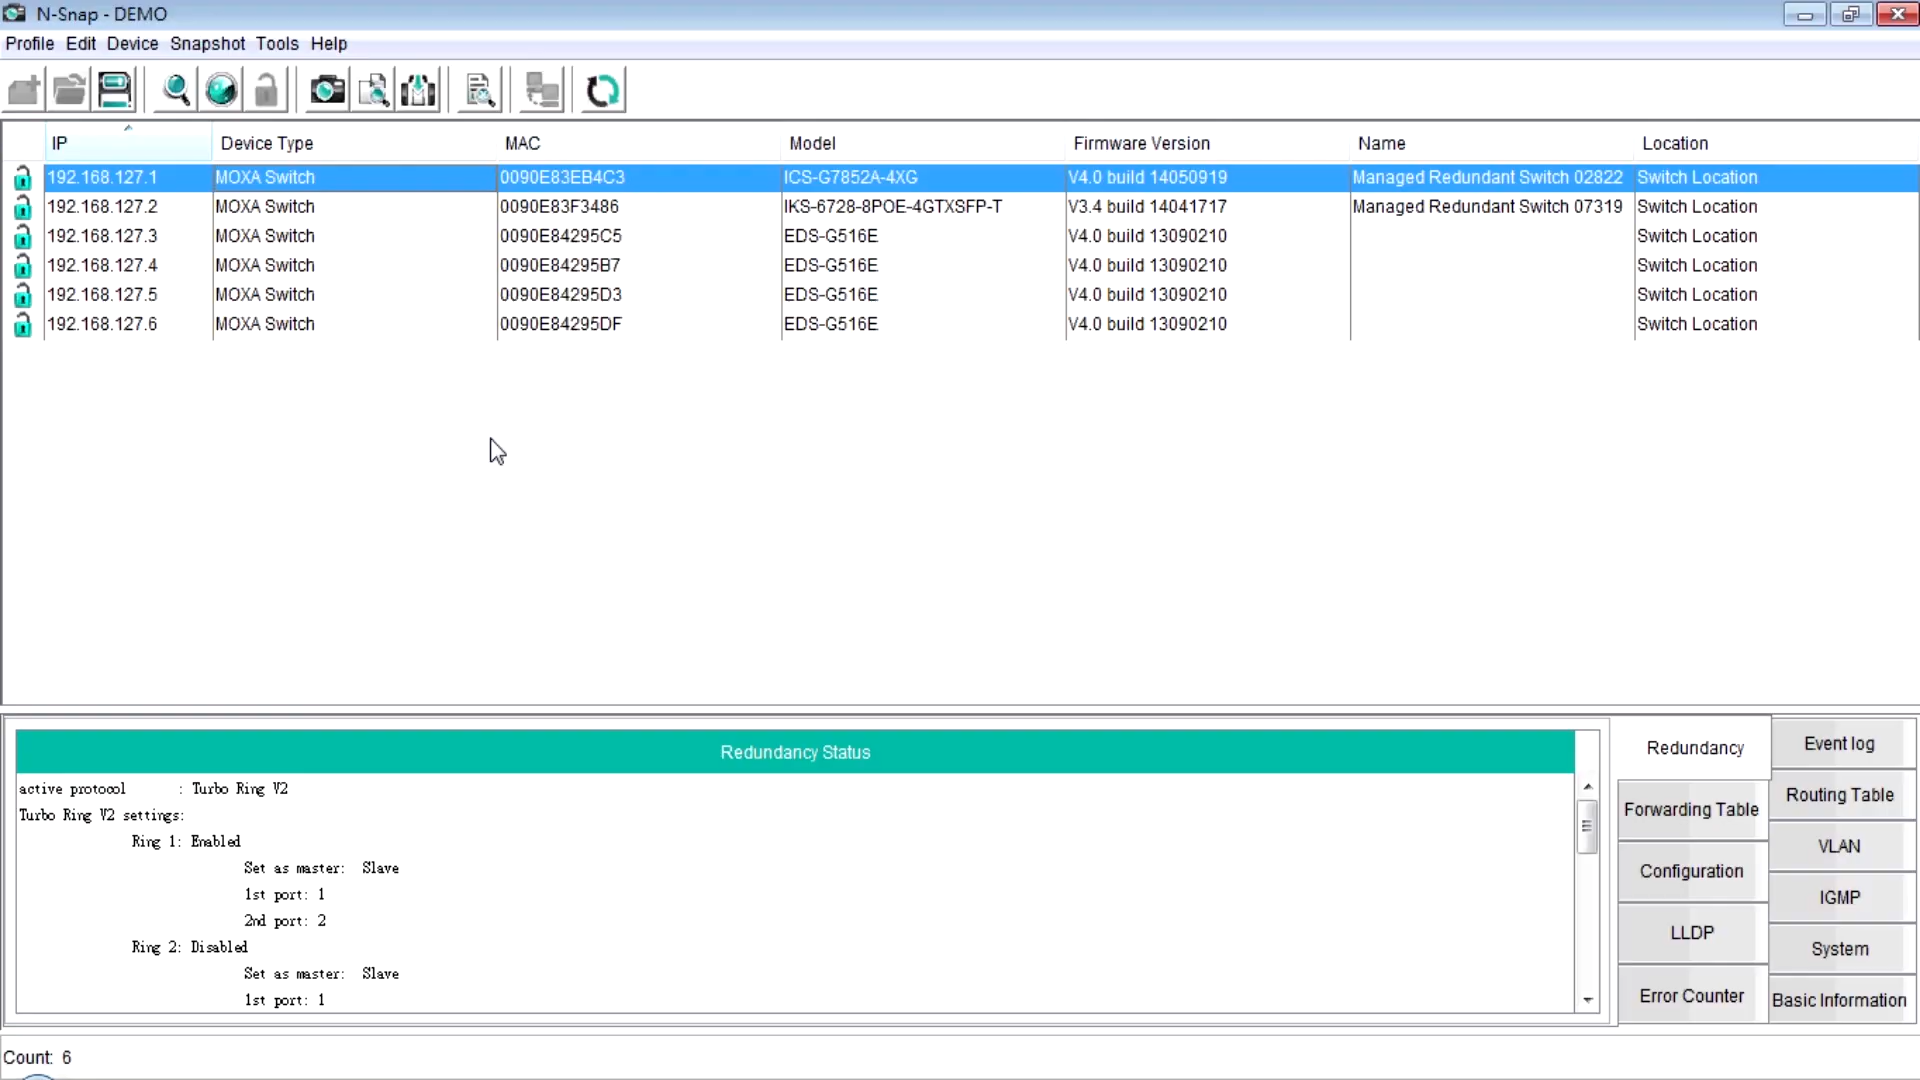 N-Snap - DEMO
Profile Edit Device Snapshot Tools Help
IP Device Type MAC Model Firmware Version Name Location
192.168.127.1 MOXA Switch 0090E83EB4C3 ICS-G7852A-4XG V4.0 build 14050919 Managed Redundant Switch 02822 Switch Location
192.168.127.2 MOXA Switch 0090E83F3486 IKS-6728-8POE-4GTXSFP-T V3.4 build 14041717 Managed Redundant Switch 07319 Switch Location
192.168.127.3 MOXA Switch 0090E84295C5 EDS-G516E V4.0 build 13090210 Switch Location
192.168.127.4 MOXA Switch 0090E84295B7 EDS-G516E V4.0 build 13090210 Switch Location
192.168.127.5 MOXA Switch 0090E84295D3 EDS-G516E V4.0 build 13090210 Switch Location
192.168.127.6 MOXA Switch 0090E84295DF EDS-G516E V4.0 build 13090210 Switch Location
Redundancy Status
active protocol : Turbo Ring V2
Turbo Ring V2 settings:
Ring 1: Enabled
Set as master: Slave
1st port: 1
2nd port: 2
Ring 2: Disabled
Set as master: Slave
1st port: 1
Redundancy
Forwarding Table
Configuration
LLDP
Error Counter
Event log
Routing Table
VLAN
IGMP
System
Basic Information
Count: 6